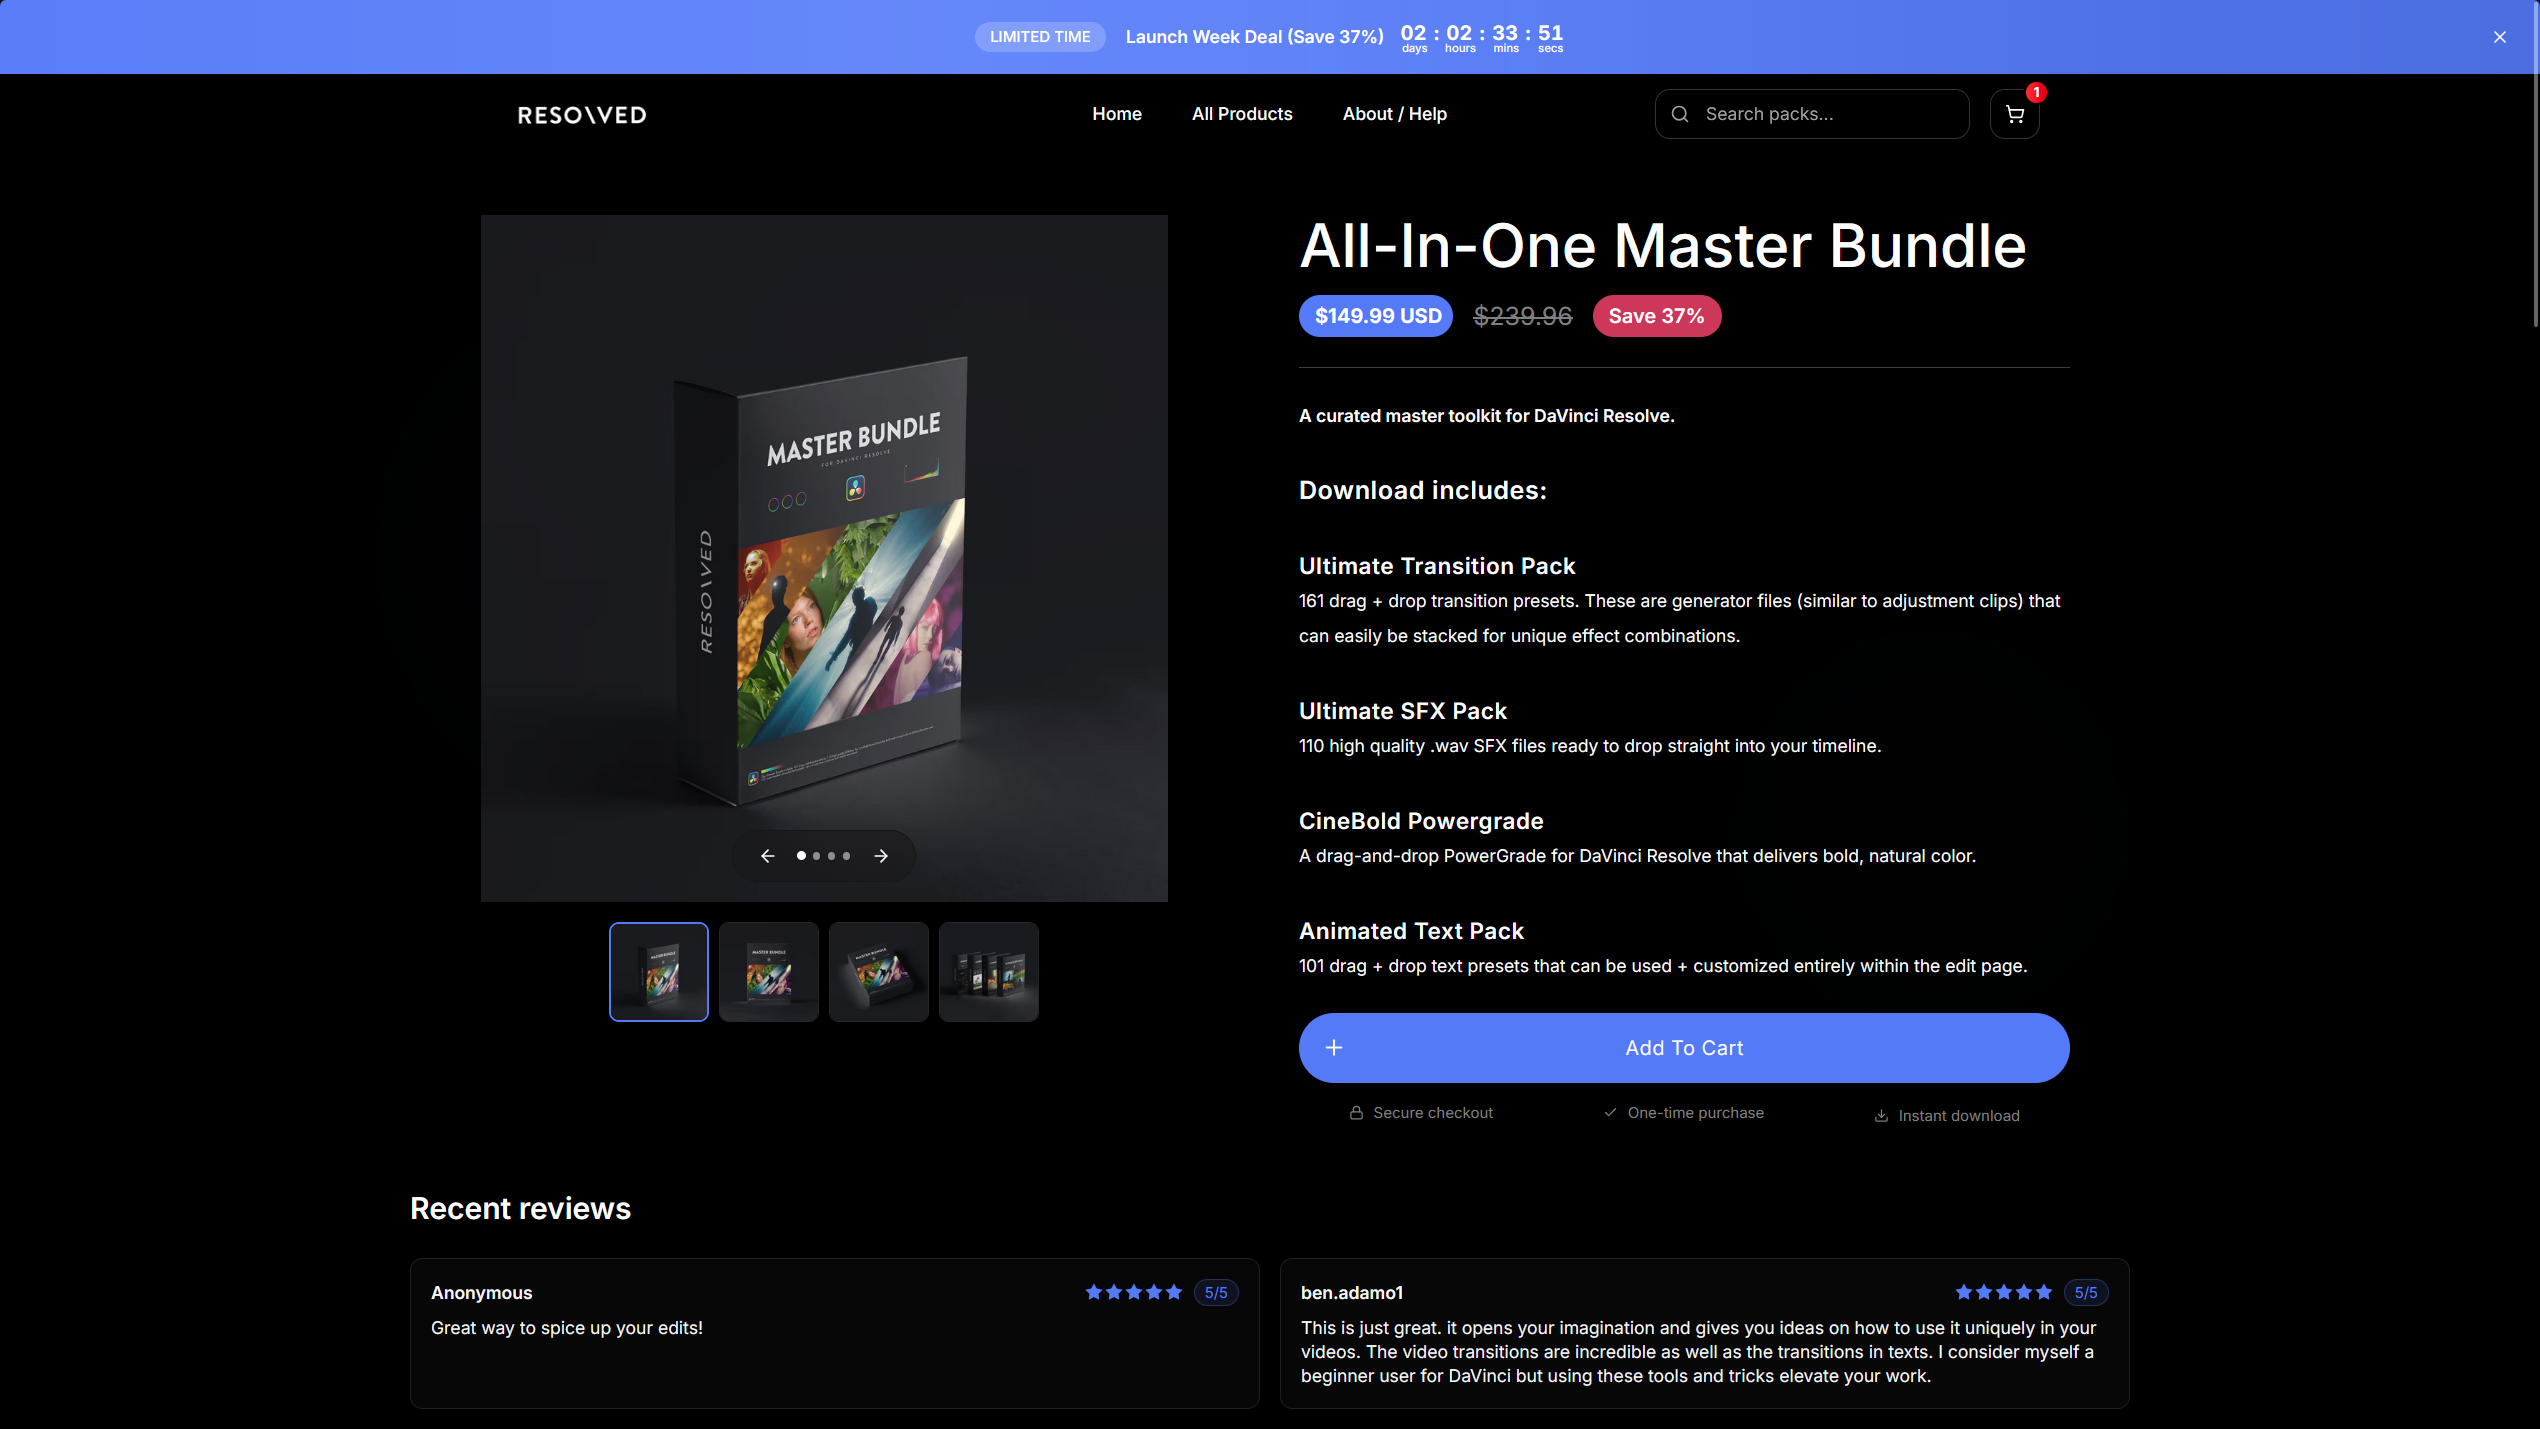 LIMITED TIME
Launch Week Deal (Save 37%)
02 : 02 : 33 : 51
days hours mins secs
RESOLVED
Home
All Products
About / Help
Search packs...
1
All-In-One Master Bundle
$149.99 USD
$239.96
Save 37%
A curated master toolkit for DaVinci Resolve.
Download includes:
Ultimate Transition Pack
161 drag + drop transition presets. These are generator files (similar to adjustment clips) that
can easily be stacked for unique effect combinations.
Ultimate SFX Pack
110 high quality .wav SFX files ready to drop straight into your timeline.
CineBold Powergrade
A drag-and-drop PowerGrade for DaVinci Resolve that delivers bold, natural color.
Animated Text Pack
101 drag + drop text presets that can be used + customized entirely within the edit page.
Add To Cart
Secure checkout
One-time purchase
Instant download
MASTER BUNDLE
FOR DAVINCI RESOLVE
RESOLVED
MASTER BUNDLE
MASTER BUNDLE
MASTER BUNDLE
Recent reviews
Anonymous
5/5
Great way to spice up your edits!
ben.adamo1
5/5
This is just great. it opens your imagination and gives you ideas on how to use it uniquely in your
videos. The video transitions are incredible as well as the transitions in texts. I consider myself a
beginner user for DaVinci but using these tools and tricks elevate your work.